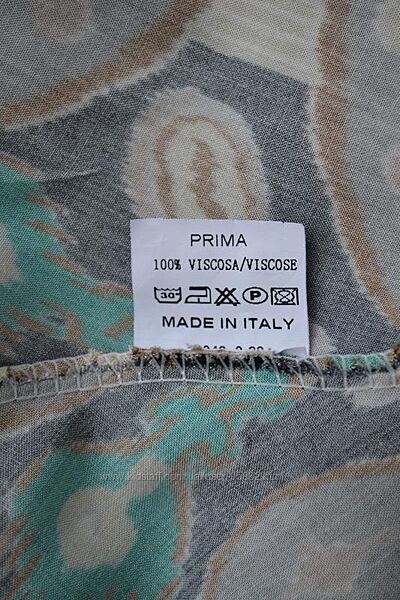 PRIMA
100% VISCOSA/VISCOSE
30°
P
MADE IN ITALY